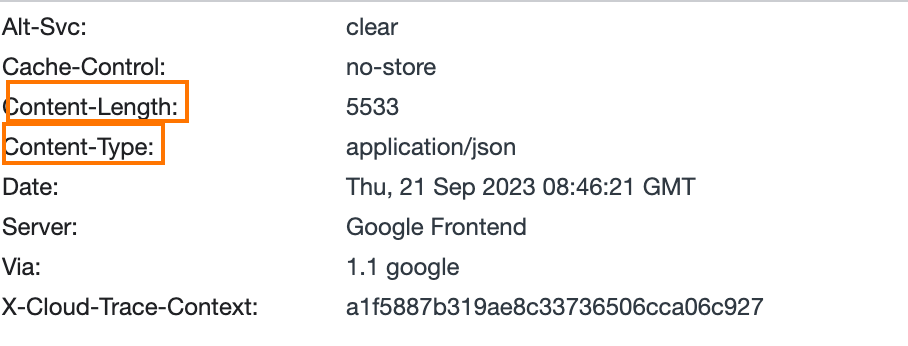 Alt-Svc: clear
Cache-Control: no-store
Content-Length: 5533
Content-Type: application/json
Date: Thu, 21 Sep 2023 08:46:21 GMT
Server: Google Frontend
Via: 1.1 google
X-Cloud-Trace-Context: a1f5887b319ae8c33736506cca06c927